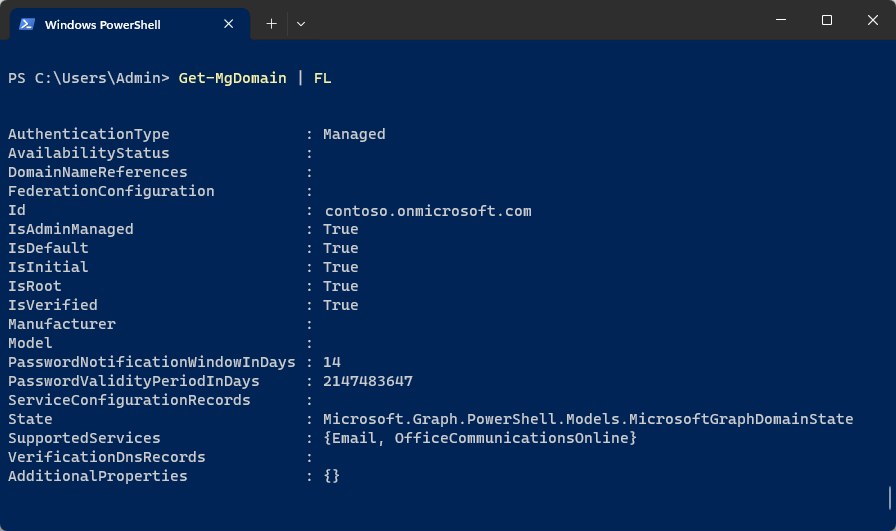 Windows PowerShell
PS C:\Users\Admin> Get-MgDomain | FL
AuthenticationType : Managed
AvailabilityStatus :
DomainNameReferences :
FederationConfiguration :
Id : contoso.onmicrosoft.com
IsAdminManaged : True
IsDefault : True
IsInitial : True
IsRoot : True
IsVerified : True
Manufacturer :
Model :
PasswordNotificationWindowInDays : 14
PasswordValidityPeriodInDays : 2147483647
ServiceConfigurationRecords :
State : Microsoft.Graph.PowerShell.Models.MicrosoftGraphDomainState
SupportedServices : {Email, OfficeCommunicationsOnline}
VerificationDnsRecords :
AdditionalProperties : {}